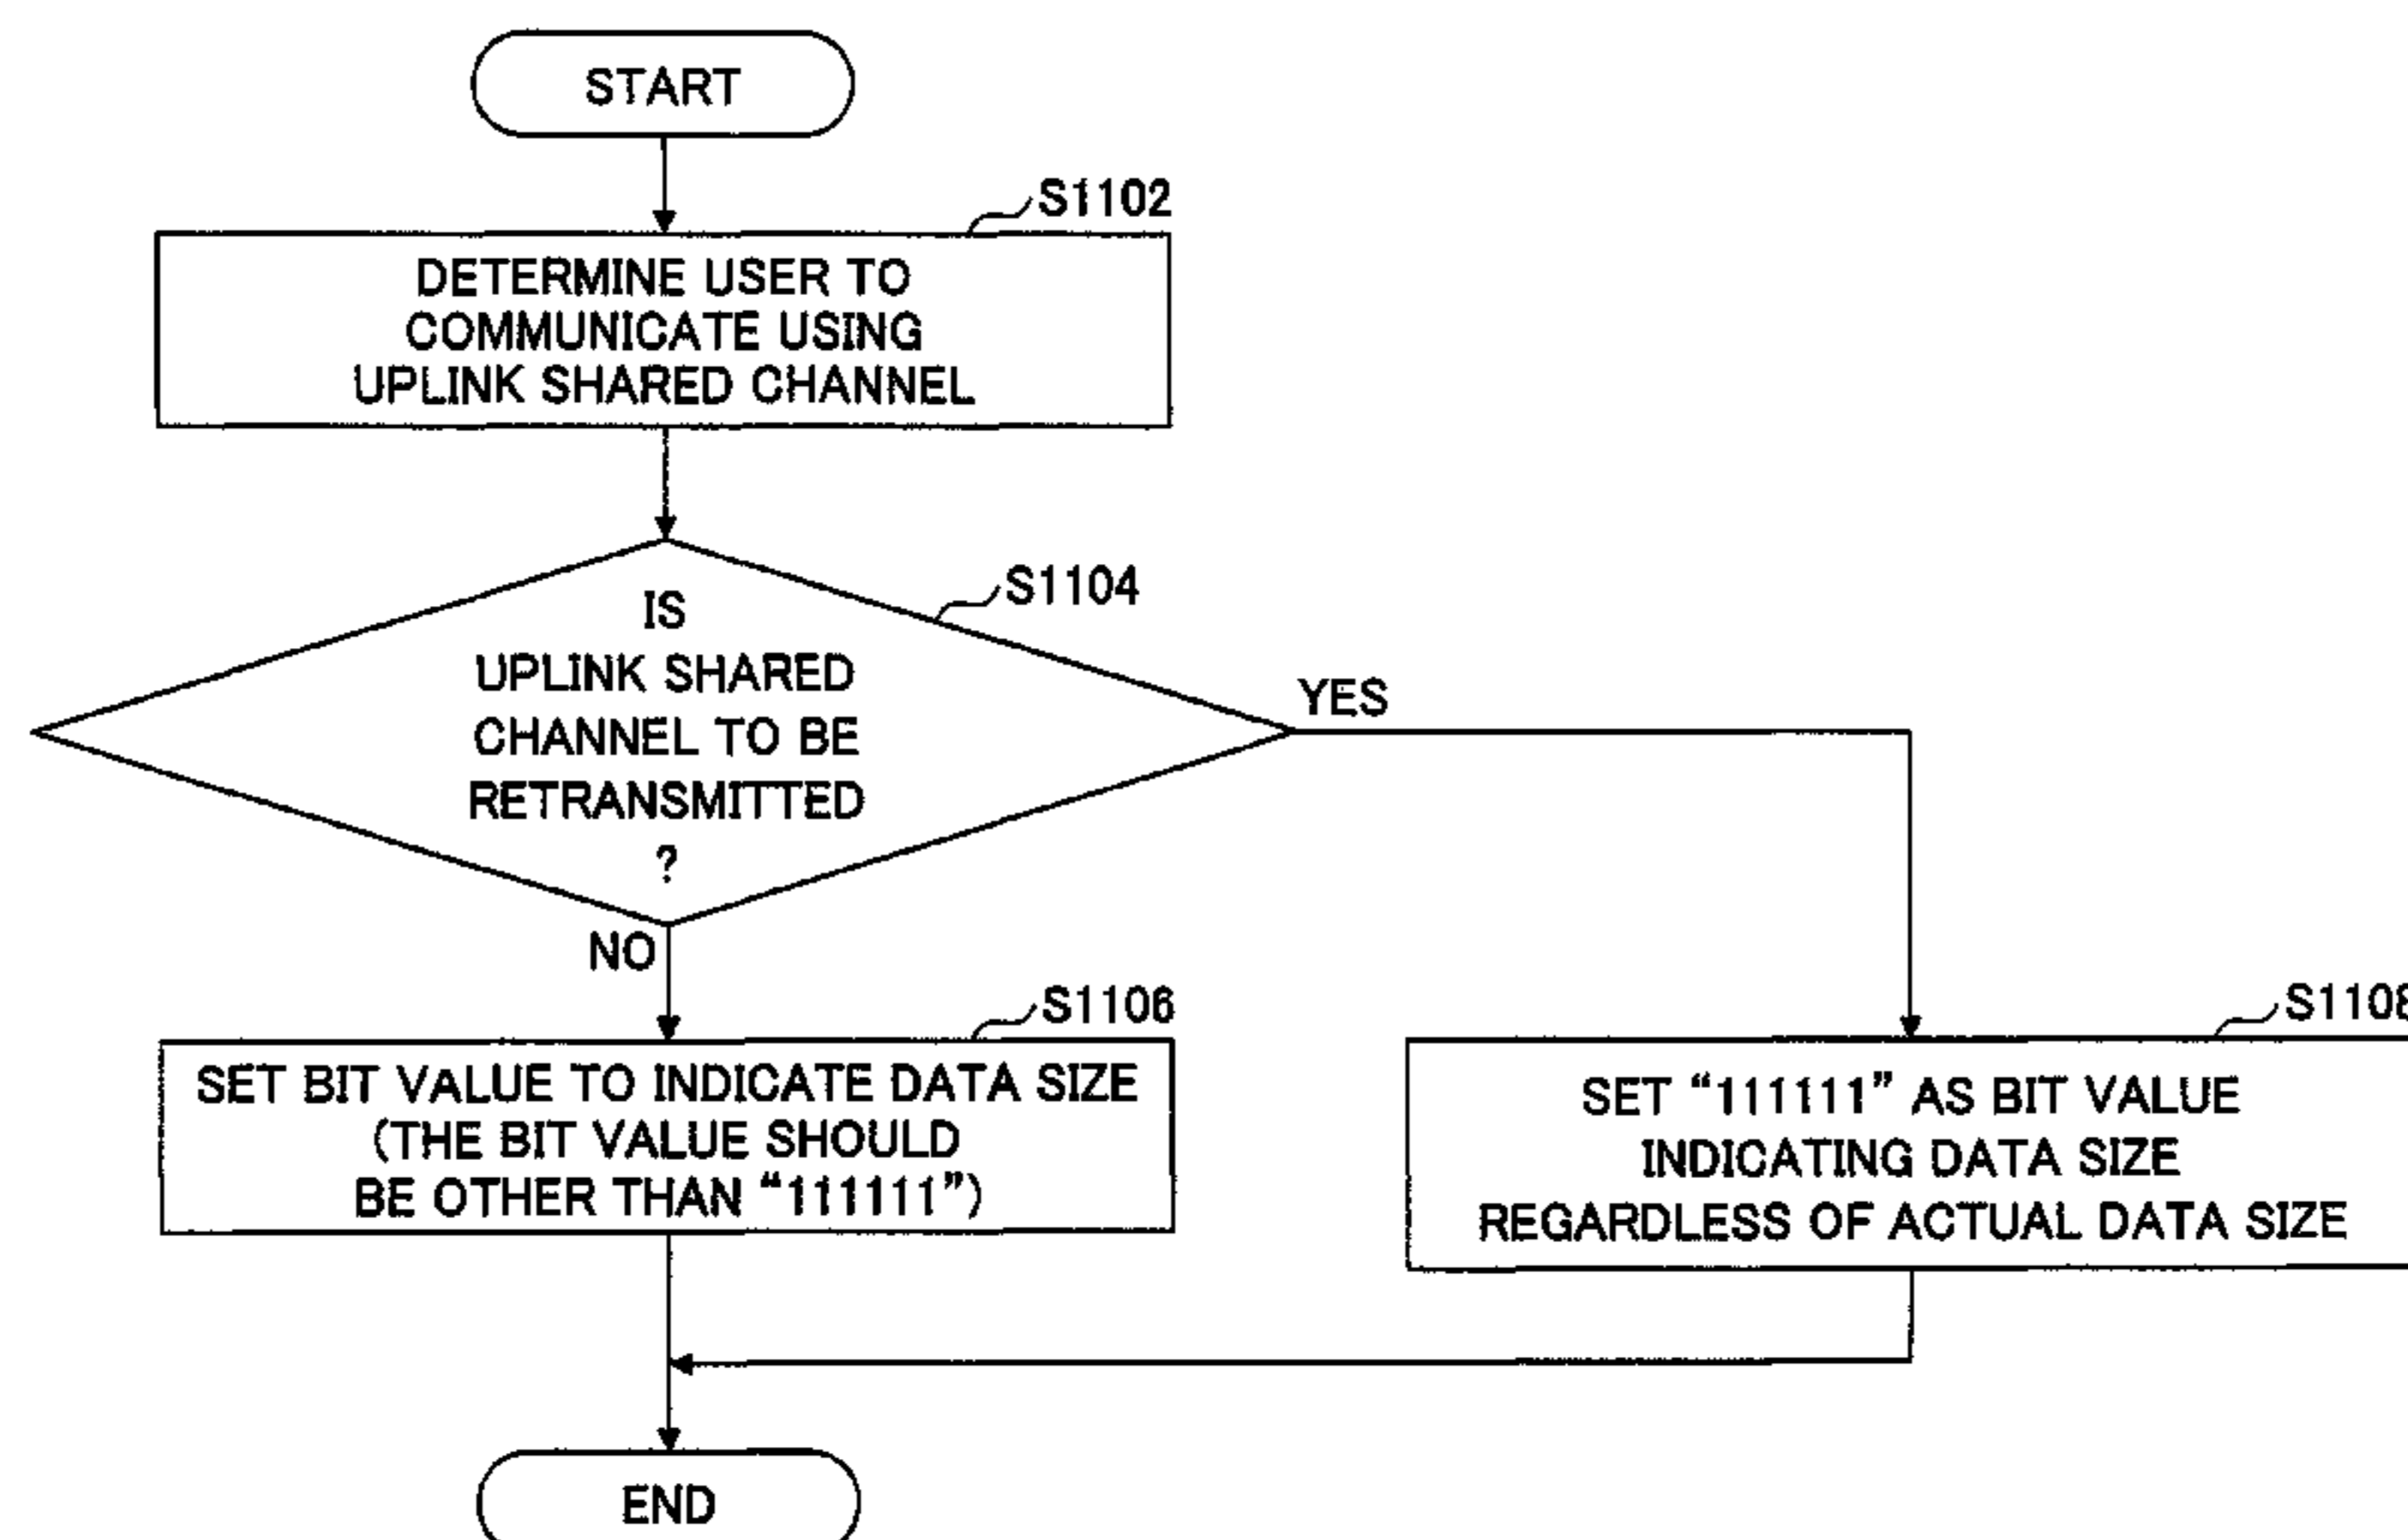 START
S1102
DETERMINE USER TO
COMMUNICATE USING
UPLINK SHARED CHANNEL
S1104
IS
UPLINK SHARED
CHANNEL TO BE
RETRANSMITTED
?
YES
NO
S1106
SET BIT VALUE TO INDICATE DATA SIZE
(THE BIT VALUE SHOULD
BE OTHER THAN “111111”)
S1108
SET “111111” AS BIT VALUE
INDICATING DATA SIZE
REGARDLESS OF ACTUAL DATA SIZE
END